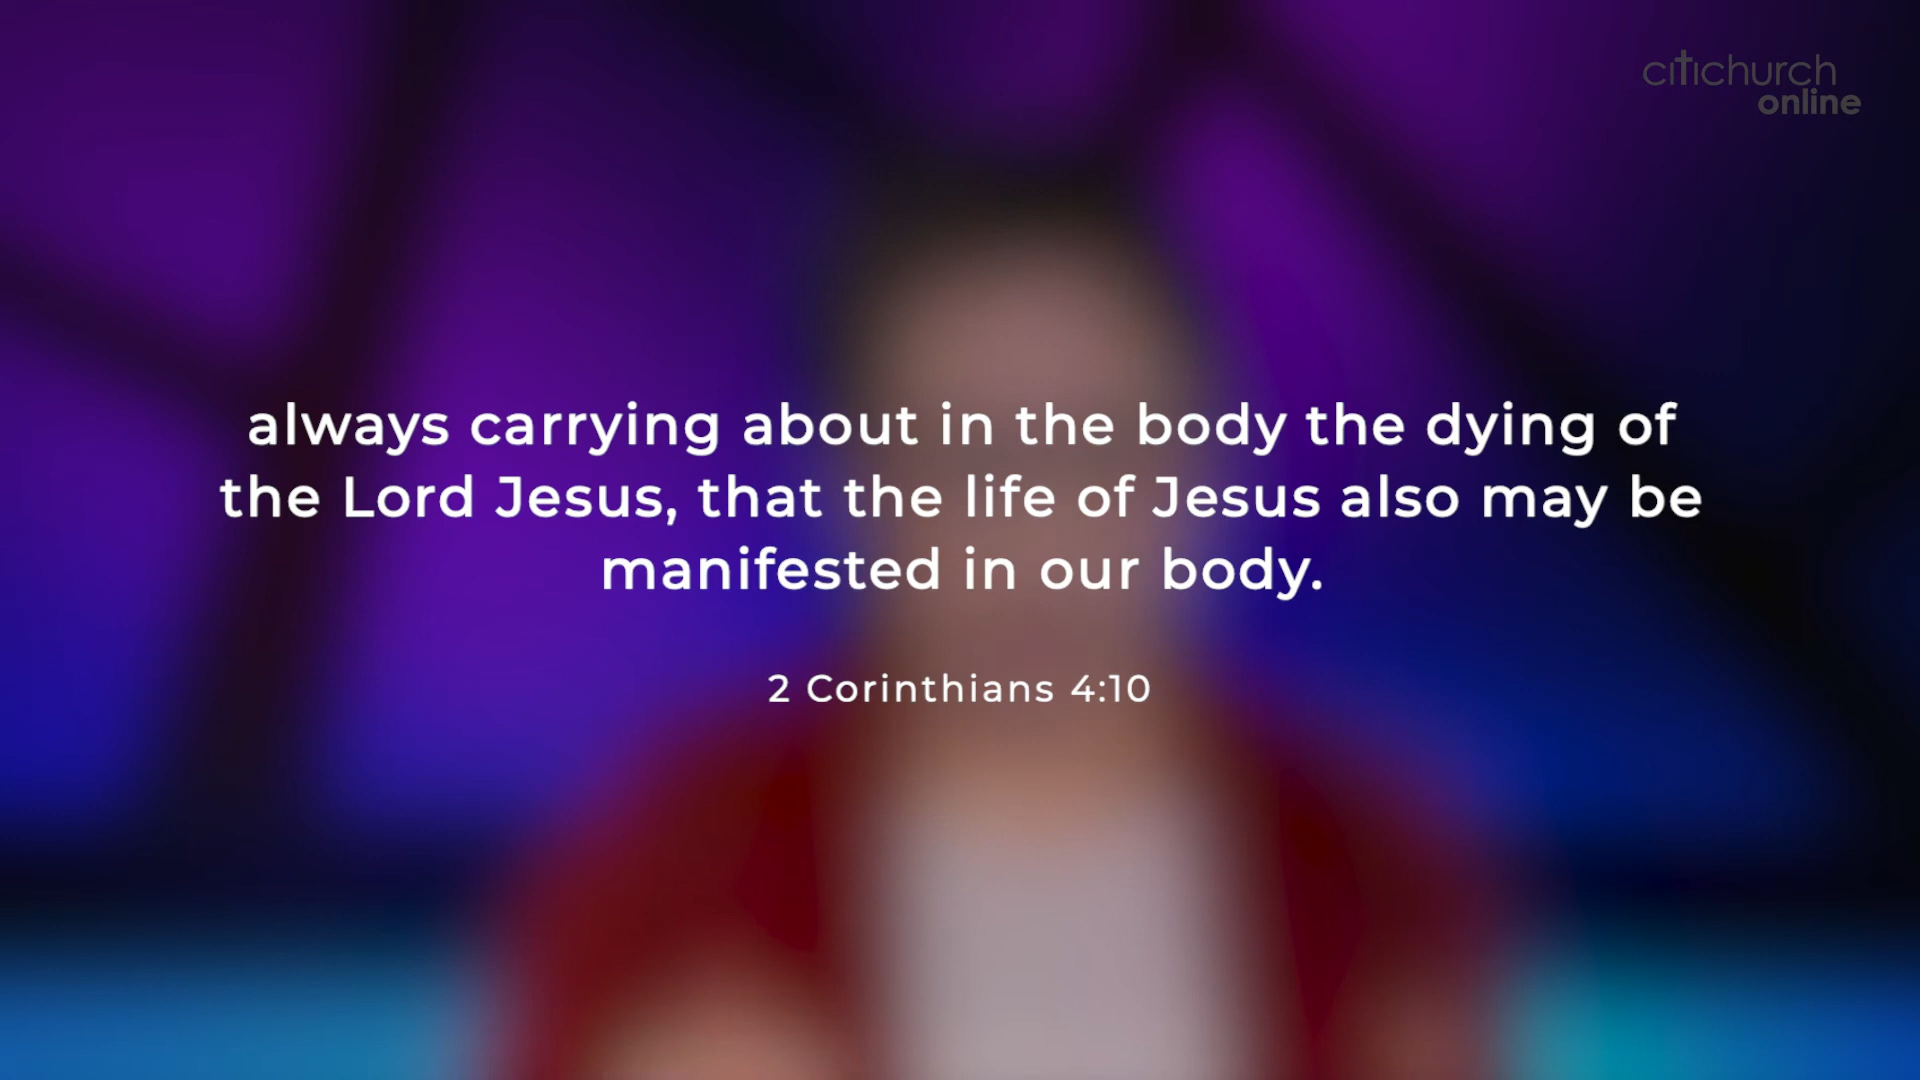 citichurch
online
always carrying about in the body the dying of
the Lord Jesus, that the life of Jesus also may be
manifested in our body.
2 Corinthians 4:10